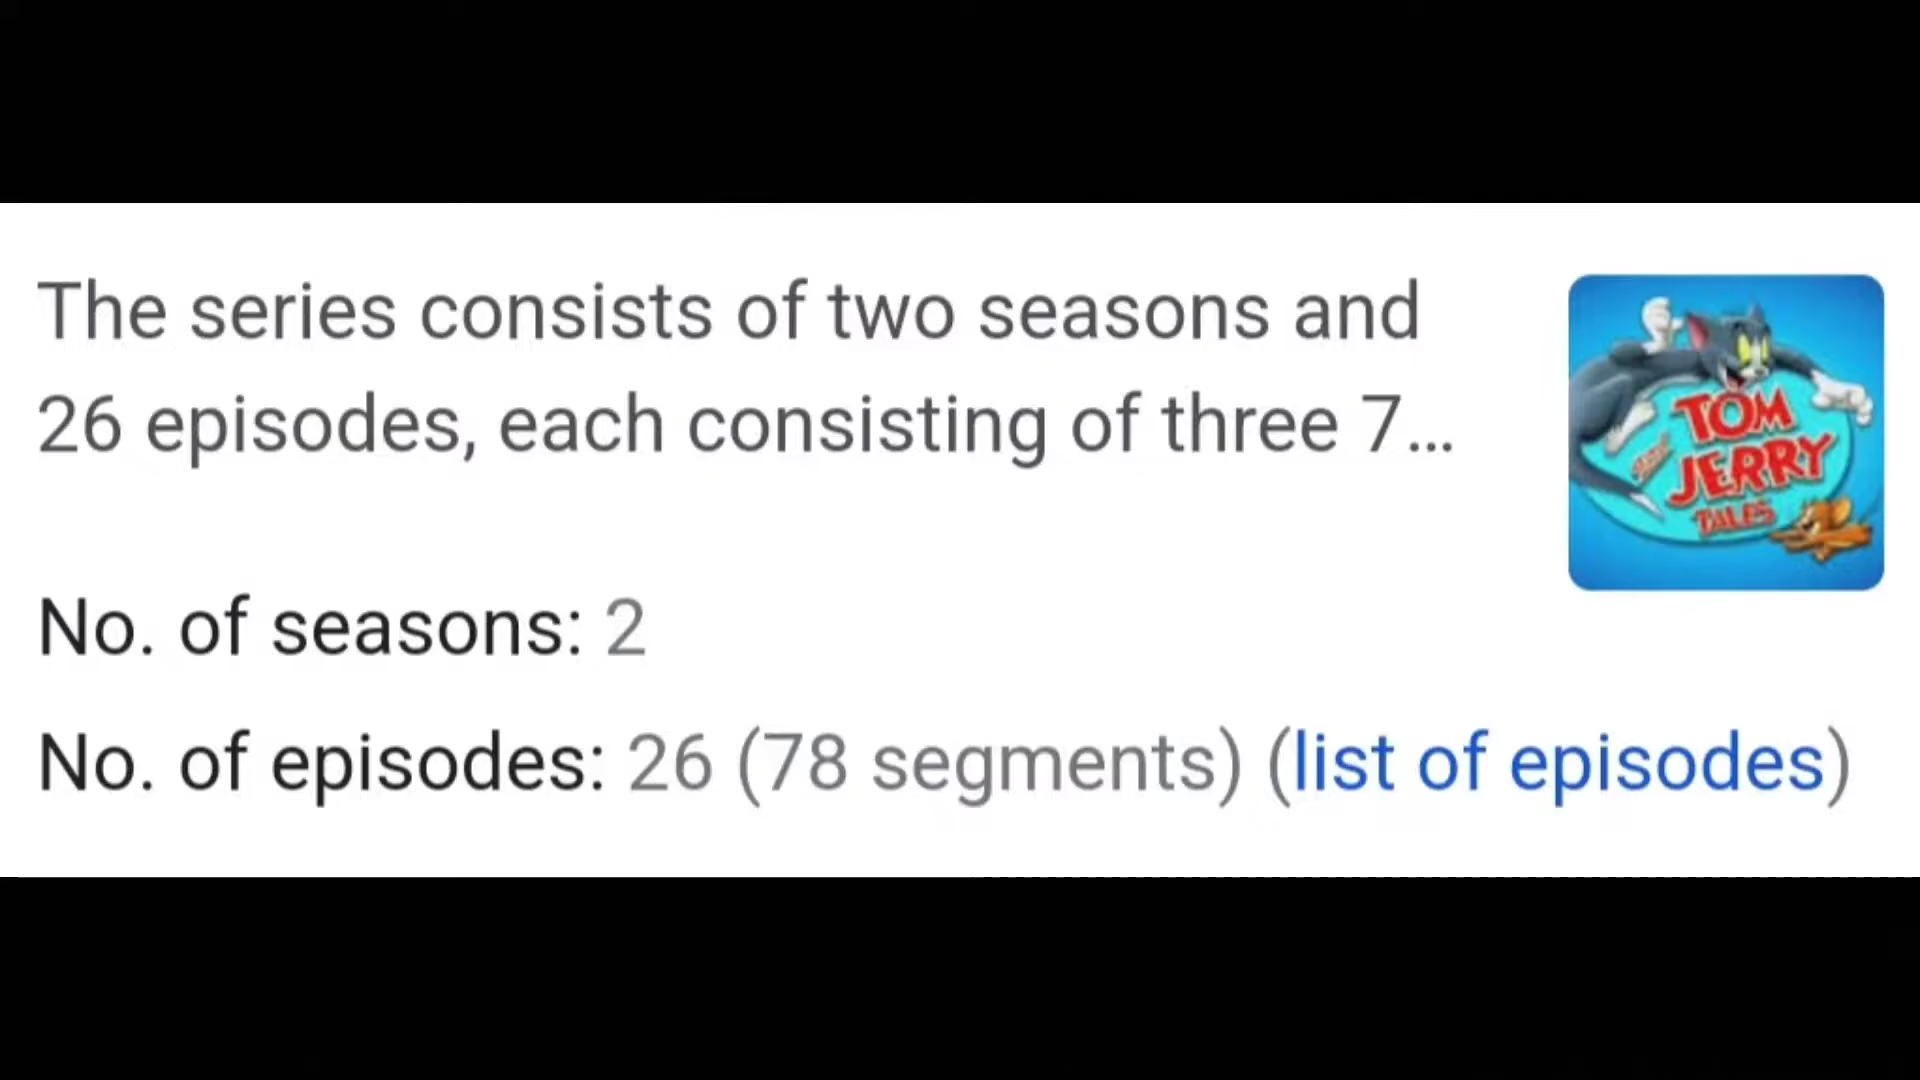 The series consists of two seasons and
26 episodes, each consisting of three 7...
TOM
AND
JERRY
TALES
No. of seasons: 2
No. of episodes: 26 (78 segments) (list of episodes)